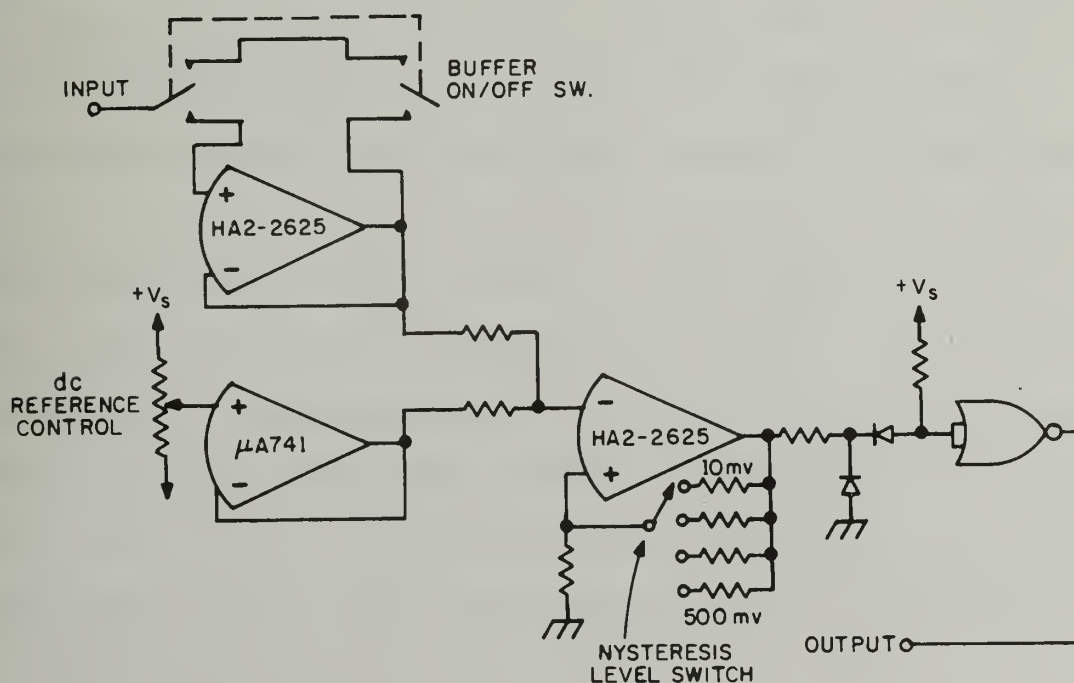 INPUT
BUFFER
ON/OFF SW.
+
HA2-2625
-
+Vs
dc
REFERENCE
CONTROL
+
μA741
-
+Vs
-
HA2-2625
+
10mv
500mv
NYSTERESIS
LEVEL SWITCH
OUTPUT